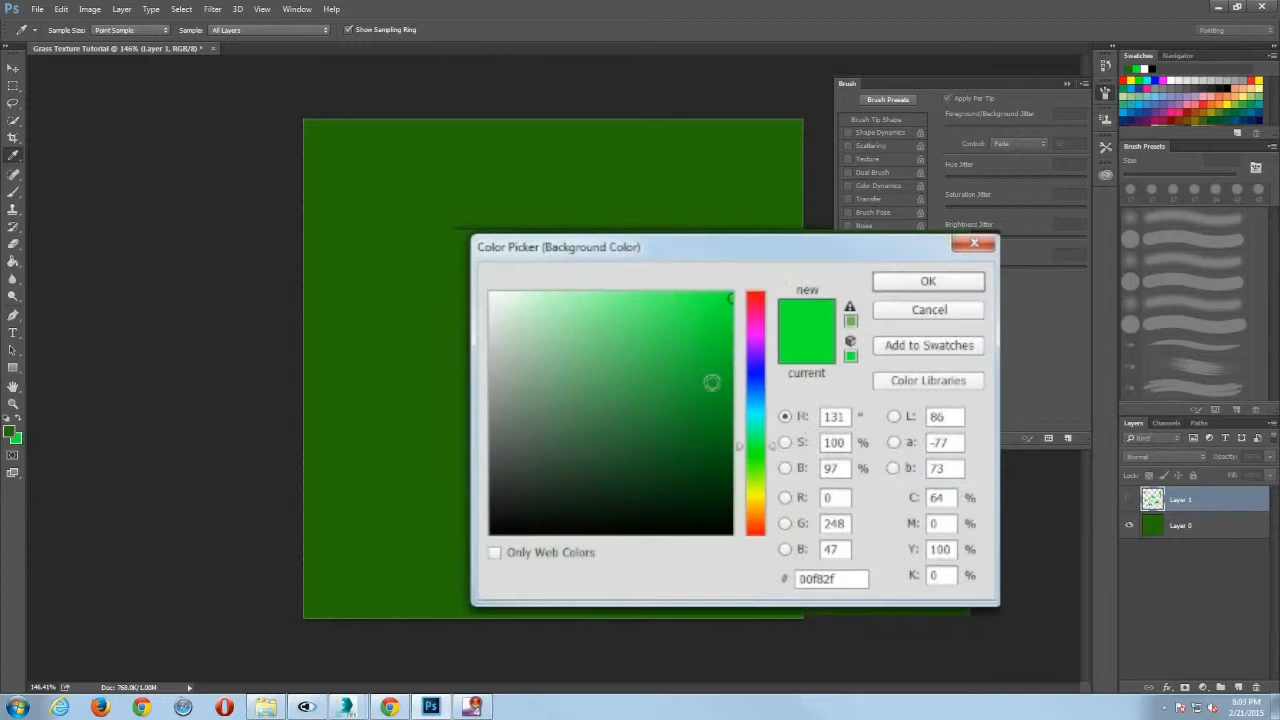 Ps File Edit Image Layer Type Select Filter 3D View Window Help
Sample Size: Point Sample Sample: All Layers Show Sampling Ring Painting
Grass Texture Tutorial @ 146% (Layer 1, RGB/8) * ×
Swatches Navigator
Brush
Brush Presets Apply Per Tip
Foreground/Background Jitter
Brush Tip Shape
Shape Dynamics
Scattering Control: Fade
Texture Hue Jitter
Dual Brush
Color Dynamics Saturation Jitter
Transfer
Brush Pose
Noise Brightness Jitter
Brush Presets
Size:
Color Picker (Background Color)
new
current
OK
Cancel
Add to Swatches
Color Libraries
H: 131 ° L: 86
S: 100 % a: -77
B: 97 % b: 73
R: 0 C: 64 %
G: 248 M: 0 %
B: 47 Y: 100 %
# 00f82f K: 0 %
Only Web Colors
Layers Channels Paths
Kind
Normal Opacity:
Lock: Fill:
Layer 1
Layer 0
146.41% Doc: 768.0K/1.00M
8:03 PM
2/21/2015